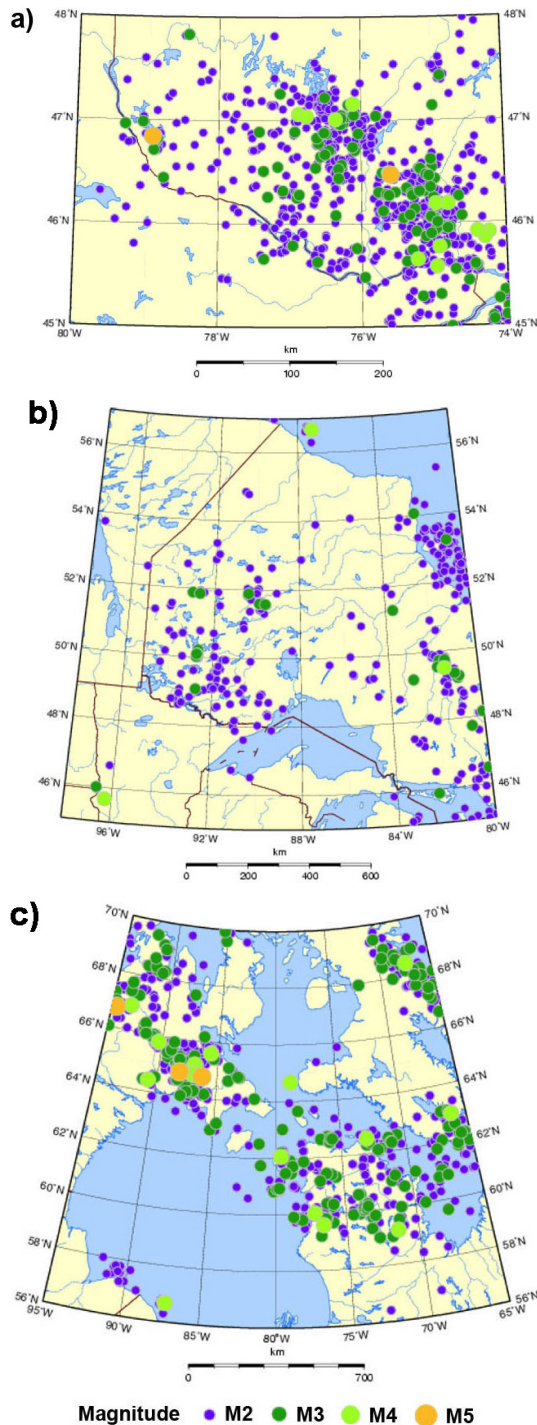 a)
48°N 48°N
47°N 47°N
46°N 46°N
45°N 45°N
80°W 78°W 76°W 74°W
km
0 100 200
b)
56°N 56°N
54°N 54°N
52°N 52°N
50°N 50°N
48°N 48°N
46°N 46°N
96°W 92°W 88°W 84°W 80°W
km
0 200 400 600
c)
70°N 70°N
68°N 68°N
66°N 66°N
64°N 64°N
62°N 62°N
60°N 60°N
58°N 58°N
56°N 56°N
95°W 90°W 85°W 80°W 75°W 70°W 65°W
km
0 700
Magnitude M2 M3 M4 M5